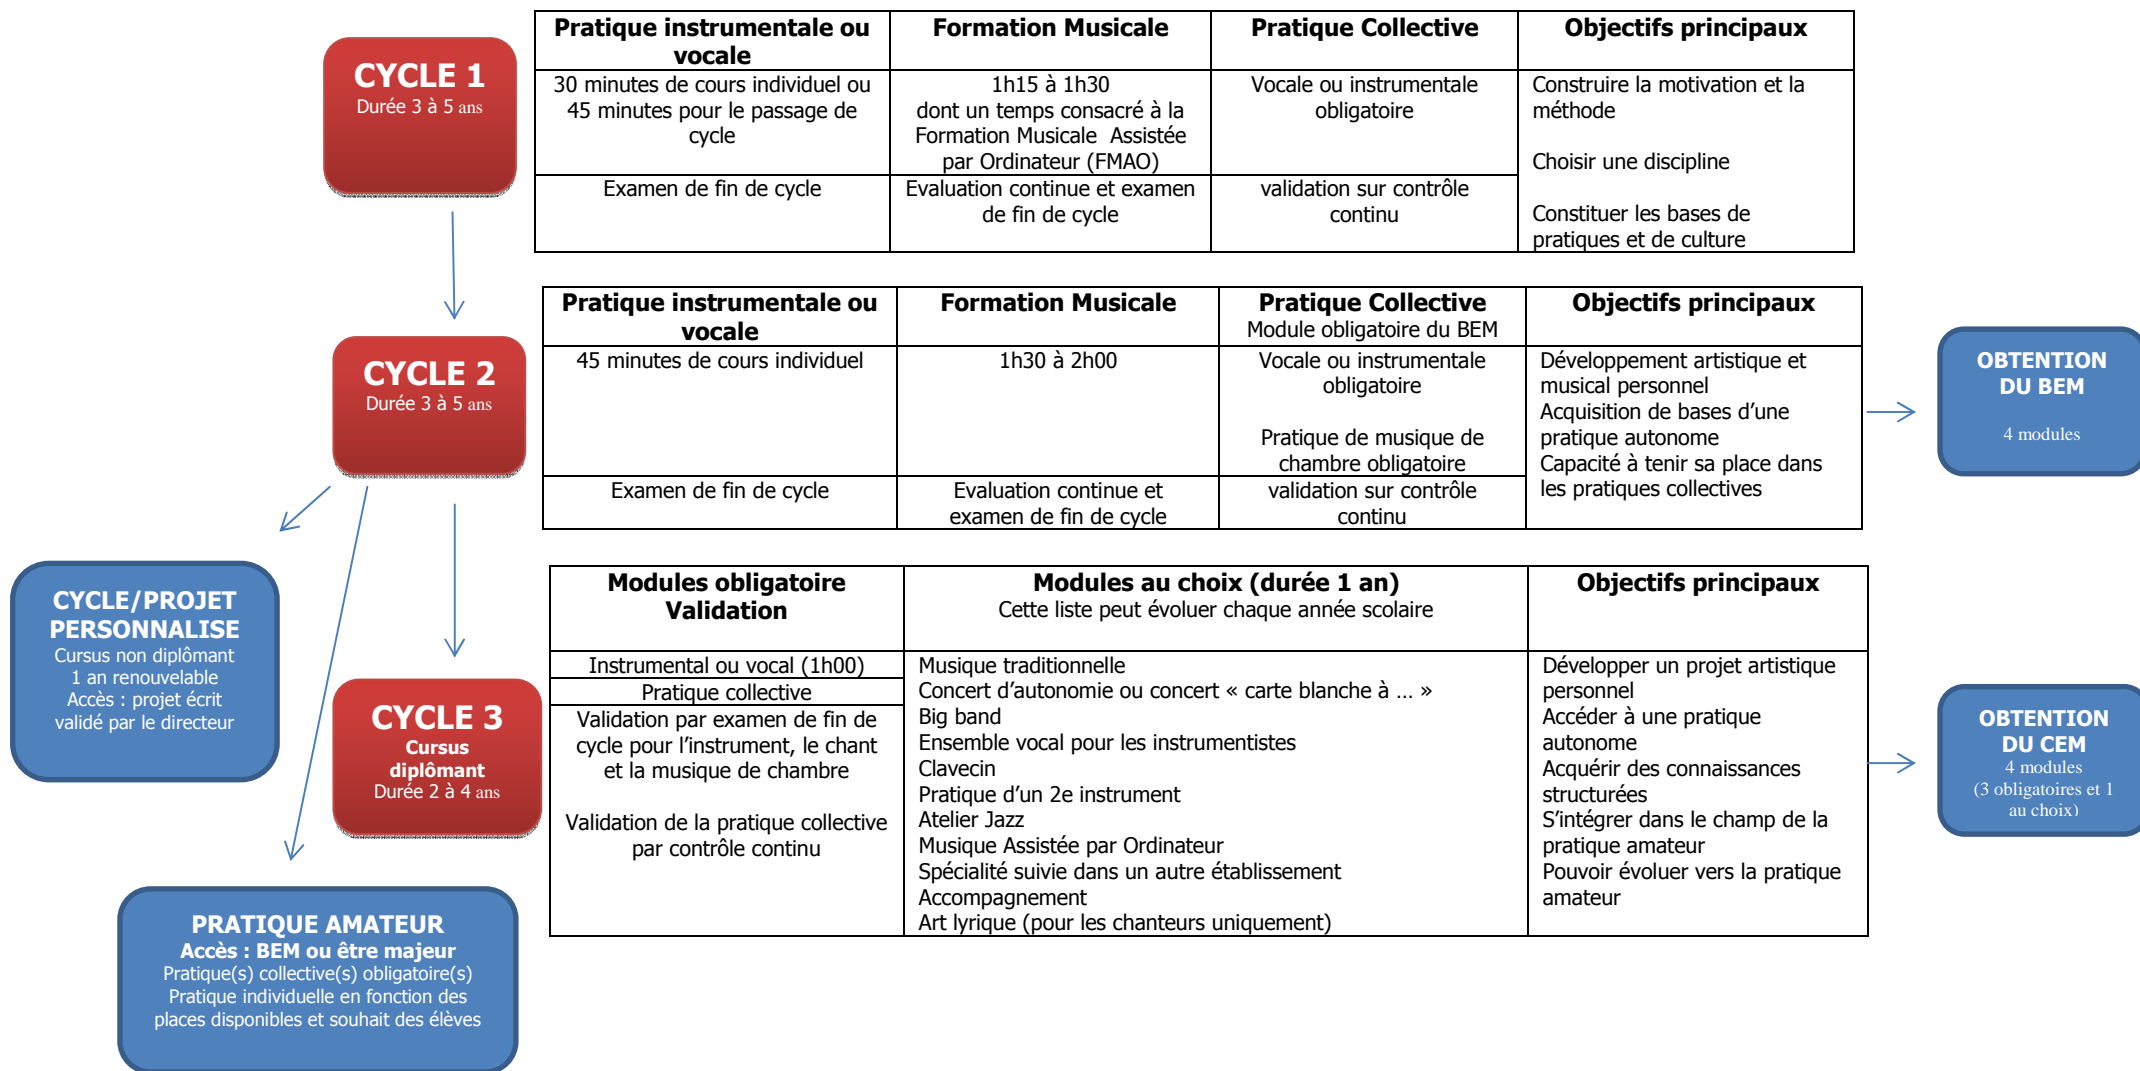 CYCLE 1
Durée 3 à 5 ans
Pratique instrumentale ou
vocale
Formation Musicale
Pratique Collective
Objectifs principaux
30 minutes de cours individuel ou
45 minutes pour le passage de
cycle
1h15 à 1h30
dont un temps consacré à la
Formation Musicale Assistée
par Ordinateur (FMAO)
Vocale ou instrumentale
obligatoire
Construire la motivation et la
méthode
Choisir une discipline
Constituer les bases de
pratiques et de culture
Examen de fin de cycle
Evaluation continue et examen
de fin de cycle
validation sur contrôle
continu
CYCLE 2
Durée 3 à 5 ans
Pratique instrumentale ou
vocale
Formation Musicale
Pratique Collective
Module obligatoire du BEM
Objectifs principaux
45 minutes de cours individuel
1h30 à 2h00
Vocale ou instrumentale
obligatoire
Pratique de musique de
chambre obligatoire
Développement artistique et
musical personnel
Acquisition de bases d’une
pratique autonome
Capacité à tenir sa place dans
les pratiques collectives
Examen de fin de cycle
Evaluation continue et
examen de fin de cycle
validation sur contrôle
continu
OBTENTION
DU BEM
4 modules
CYCLE/PROJET
PERSONNALISE
Cursus non diplômant
1 an renouvelable
Accès : projet écrit
validé par le directeur
CYCLE 3
Cursus
diplômant
Durée 2 à 4 ans
Modules obligatoire
Validation
Modules au choix (durée 1 an)
Cette liste peut évoluer chaque année scolaire
Objectifs principaux
Instrumental ou vocal (1h00)
Pratique collective
Validation par examen de fin de
cycle pour l’instrument, le chant
et la musique de chambre
Validation de la pratique collective
par contrôle continu
Musique traditionnelle
Concert d’autonomie ou concert « carte blanche à … »
Big band
Ensemble vocal pour les instrumentistes
Clavecin
Pratique d’un 2e instrument
Atelier Jazz
Musique Assistée par Ordinateur
Spécialité suivie dans un autre établissement
Accompagnement
Art lyrique (pour les chanteurs uniquement)
Développer un projet artistique
personnel
Accéder à une pratique
autonome
Acquérir des connaissances
structurées
S’intégrer dans le champ de la
pratique amateur
Pouvoir évoluer vers la pratique
amateur
OBTENTION
DU CEM
4 modules
(3 obligatoires et 1
au choix)
PRATIQUE AMATEUR
Accès : BEM ou être majeur
Pratique(s) collective(s) obligatoire(s)
Pratique individuelle en fonction des
places disponibles et souhait des élèves